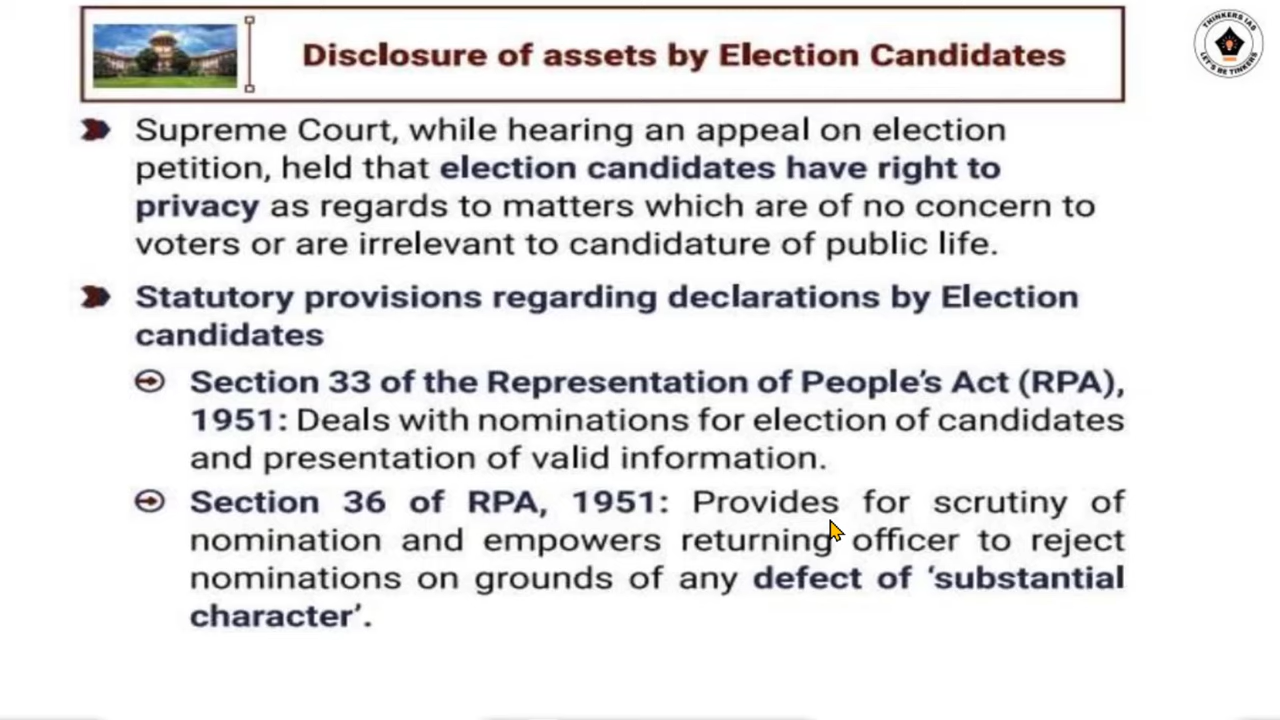 Disclosure of assets by Election Candidates
THINKERS IAS
LET'S BE TINKERS
Supreme Court, while hearing an appeal on election
petition, held that election candidates have right to
privacy as regards to matters which are of no concern to
voters or are irrelevant to candidature of public life.
Statutory provisions regarding declarations by Election
candidates
Section 33 of the Representation of People's Act (RPA),
1951: Deals with nominations for election of candidates
and presentation of valid information.
Section 36 of RPA, 1951: Provides for scrutiny of
nomination and empowers returning officer to reject
nominations on grounds of any defect of ‘substantial
character’.